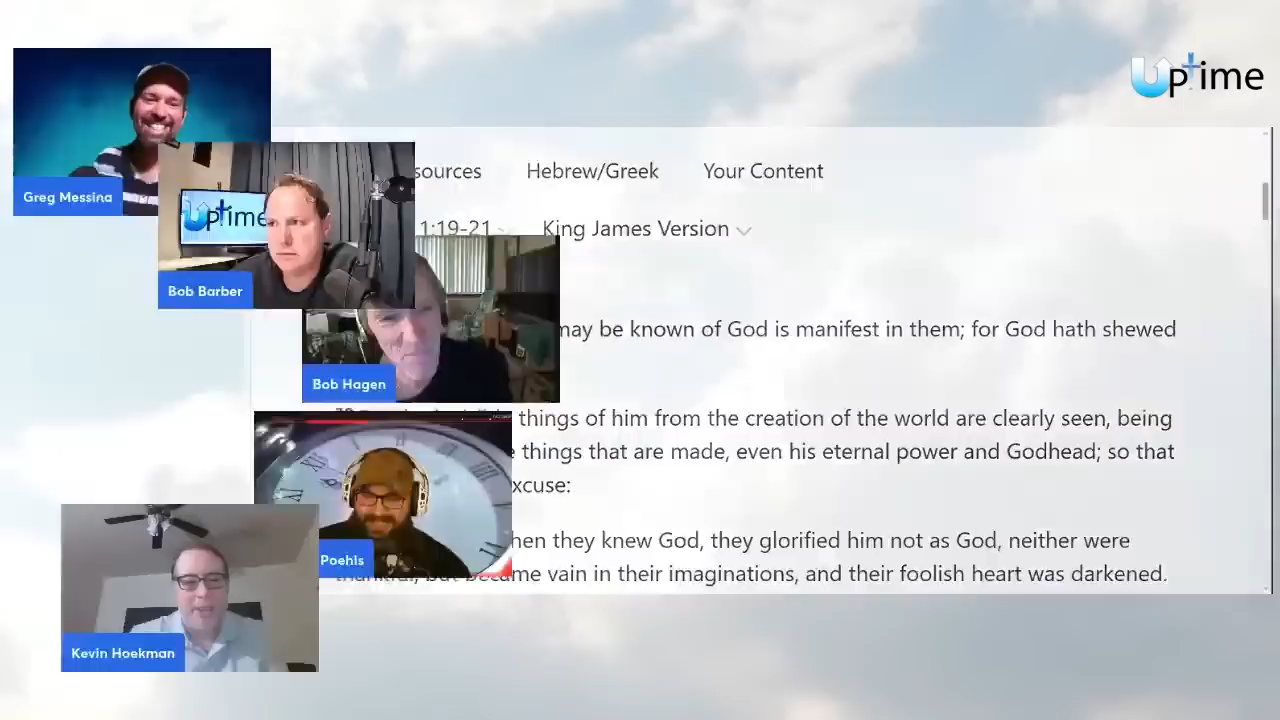 Uptime
Greg Messina
sources Hebrew/Greek Your Content
Uptime
1:19-21 King James Version
Bob Barber
may be known of God is manifest in them; for God hath shewed
Bob Hagen
things of him from the creation of the world are clearly seen, being
things that are made, even his eternal power and Godhead; so that
xcuse:
hen they knew God, they glorified him not as God, neither were
Poehls
vain in their imaginations, and their foolish heart was darkened.
Kevin Hoekman